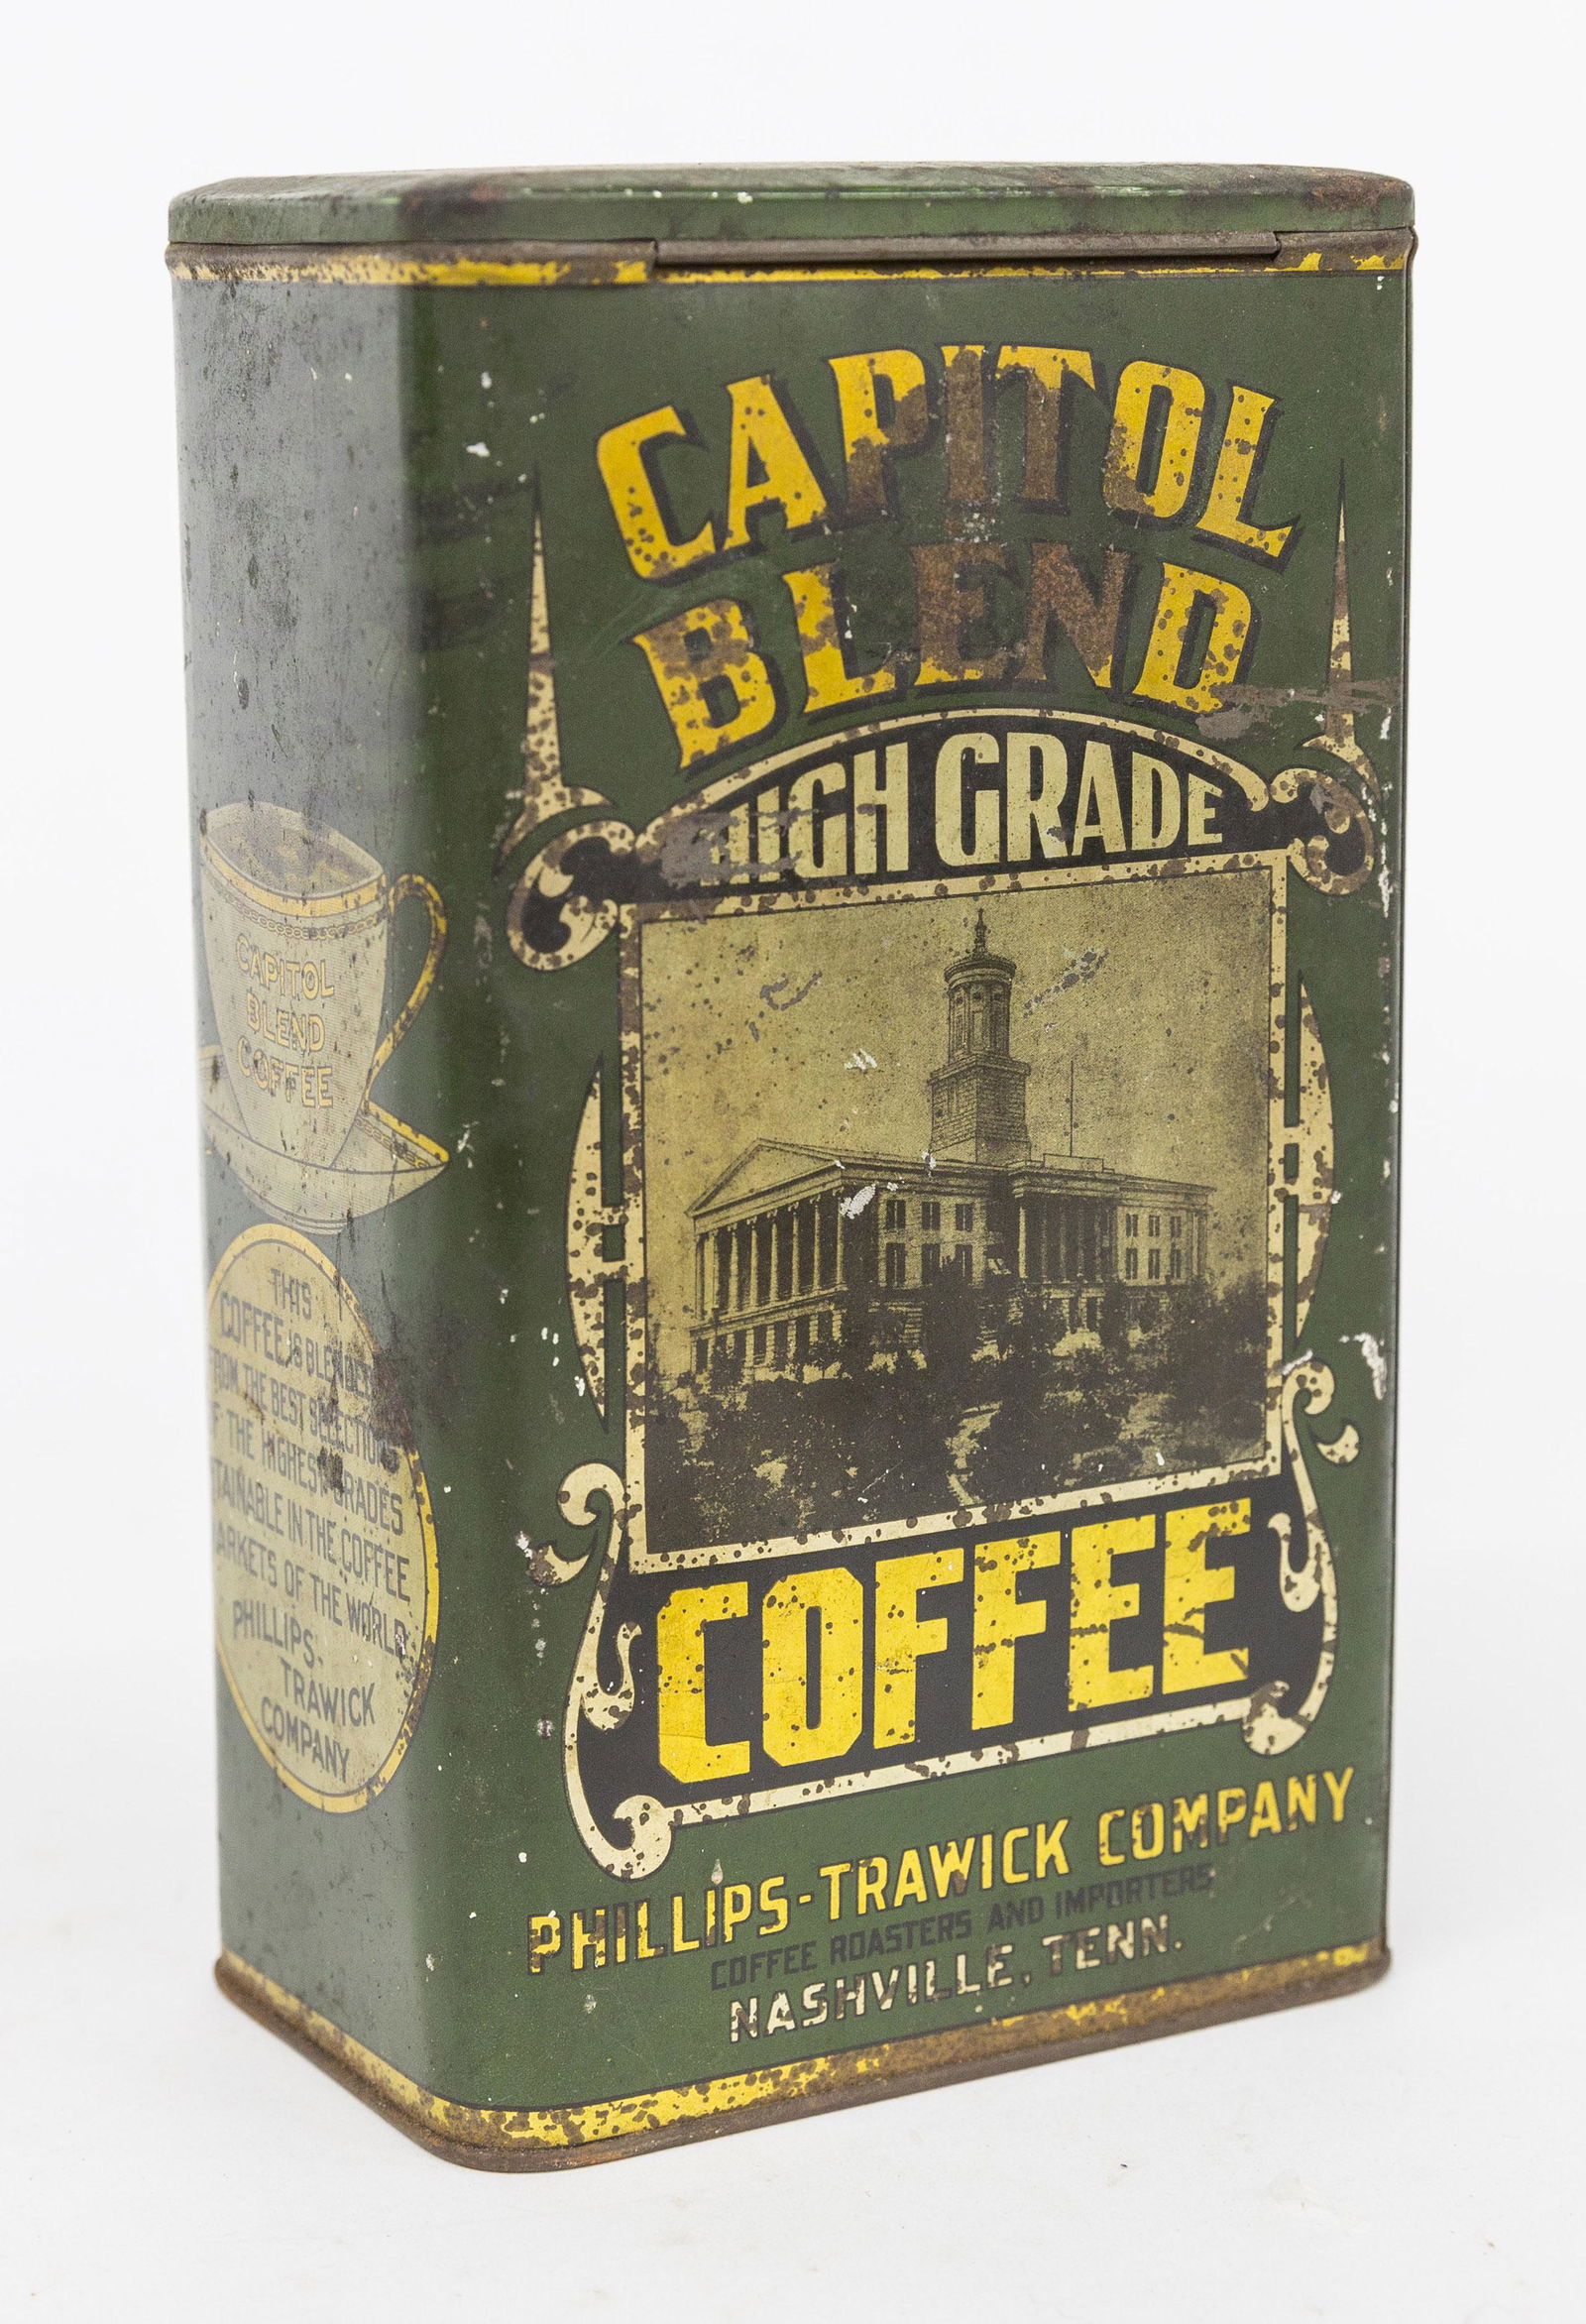 CAPITOL
BLEND
HIGH GRADE
COFFEE
PHILLIPS-TRAWICK COMPANY
COFFEE ROASTERS AND IMPORTERS
NASHVILLE, TENN.
CAPITOL
BLEND
COFFEE
THIS
COFFEE IS BLENDED
FROM THE BEST SELECTIONS
OF THE HIGHEST GRADES
TAINABLE IN THE COFFEE
MARKETS OF THE WORLD
PHILLIPS-
TRAWICK
COMPANY